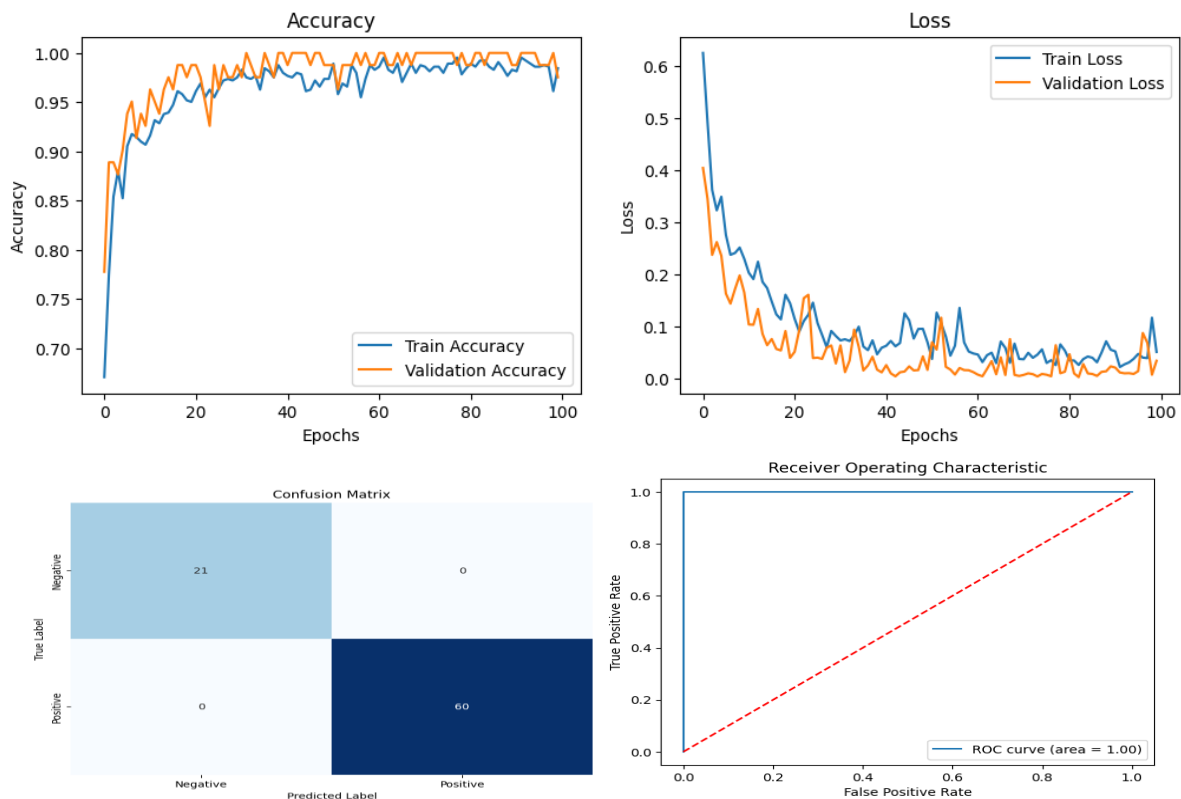 Accuracy
1.00
0.95
0.90
0.85
0.80
0.75
0.70
Accuracy
Train Accuracy
Validation Accuracy
0 20 40 60 80 100
Epochs
Loss
0.6
0.5
0.4
0.3
0.2
0.1
0.0
Loss
Train Loss
Validation Loss
0 20 40 60 80 100
Epochs
Confusion Matrix
Negative
21 0
True Label
Positive
0 60
Negative Positive
Predicted Label
Receiver Operating Characteristic
1.0
0.8
0.6
0.4
0.2
0.0
True Positive Rate
ROC curve (area = 1.00)
0.0 0.2 0.4 0.6 0.8 1.0
False Positive Rate